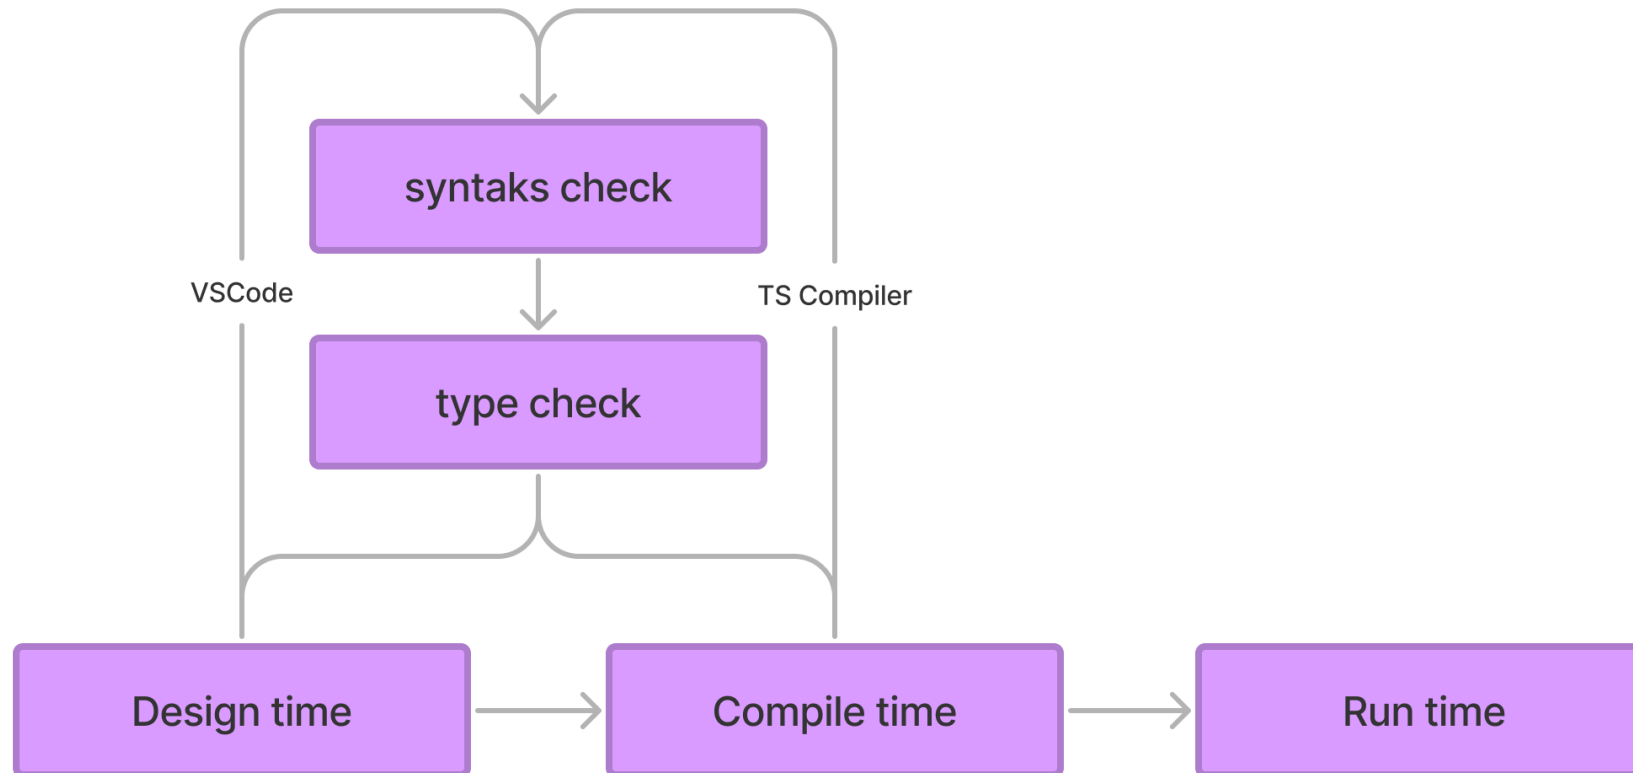 syntaks check
VSCode
TS Compiler
type check
Design time
Compile time
Run time